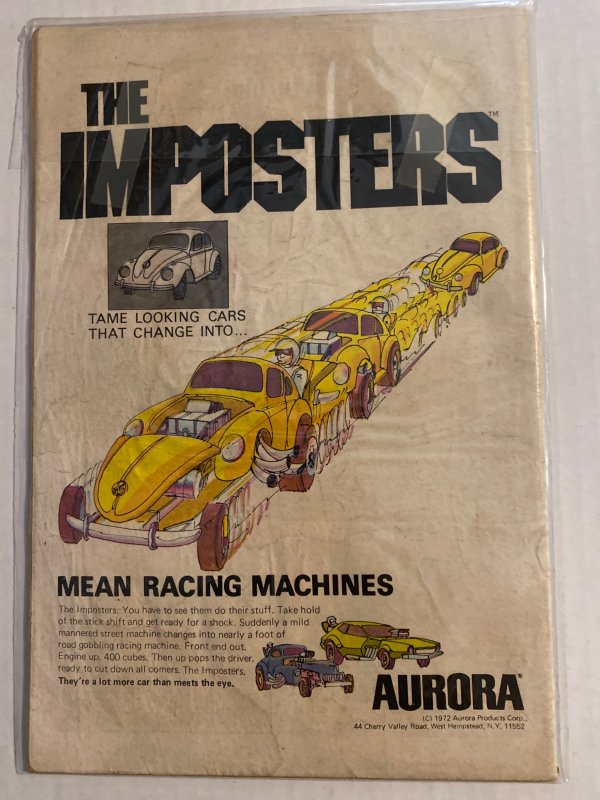 THE
IMPOSTERS™
TAME LOOKING CARS
THAT CHANGE INTO...
MEAN RACING MACHINES
The Imposters. You have to see them do their stuff. Take hold
of the stick shift and get ready for a shock. Suddenly a mild
mannered street machine changes into nearly a foot of
road gobbling racing machine. Front end out.
Engine up. 400 cubes. Then up pops the driver,
ready to cut down all comers. The Imposters.
They're a lot more car than meets the eye.
AURORA®
(C) 1972 Aurora Products Corp.,
44 Cherry Valley Road, West Hempstead, N.Y. 11552